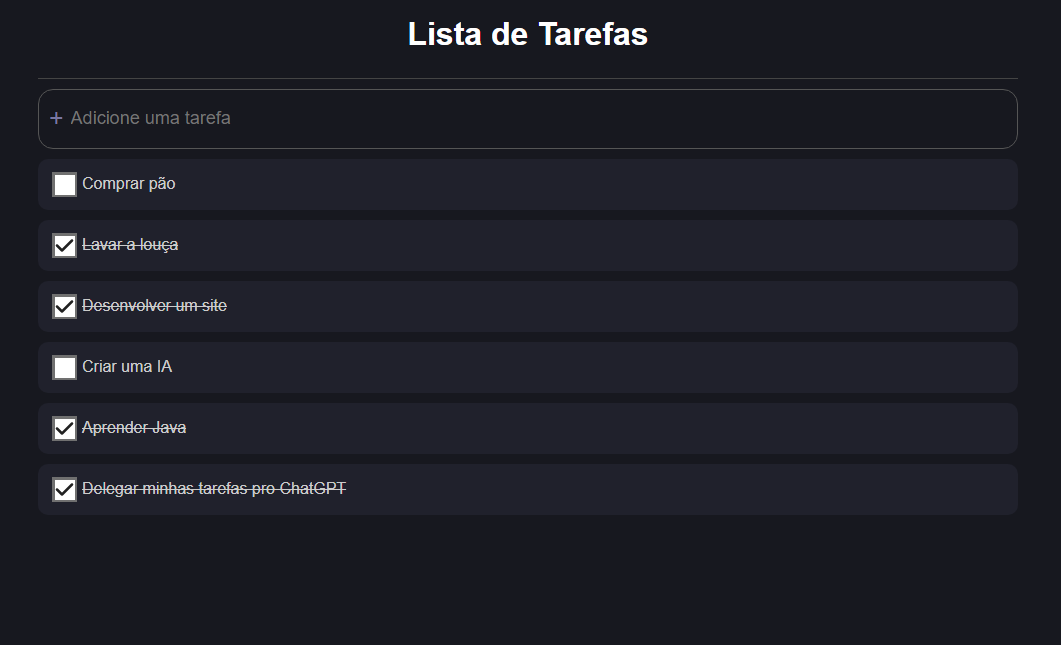 Lista de Tarefas
+ Adicione uma tarefa
Comprar pão
Lavar a louça
Desenvolver um site
Criar uma IA
Aprender Java
Delegar minhas tarefas pro ChatGPT